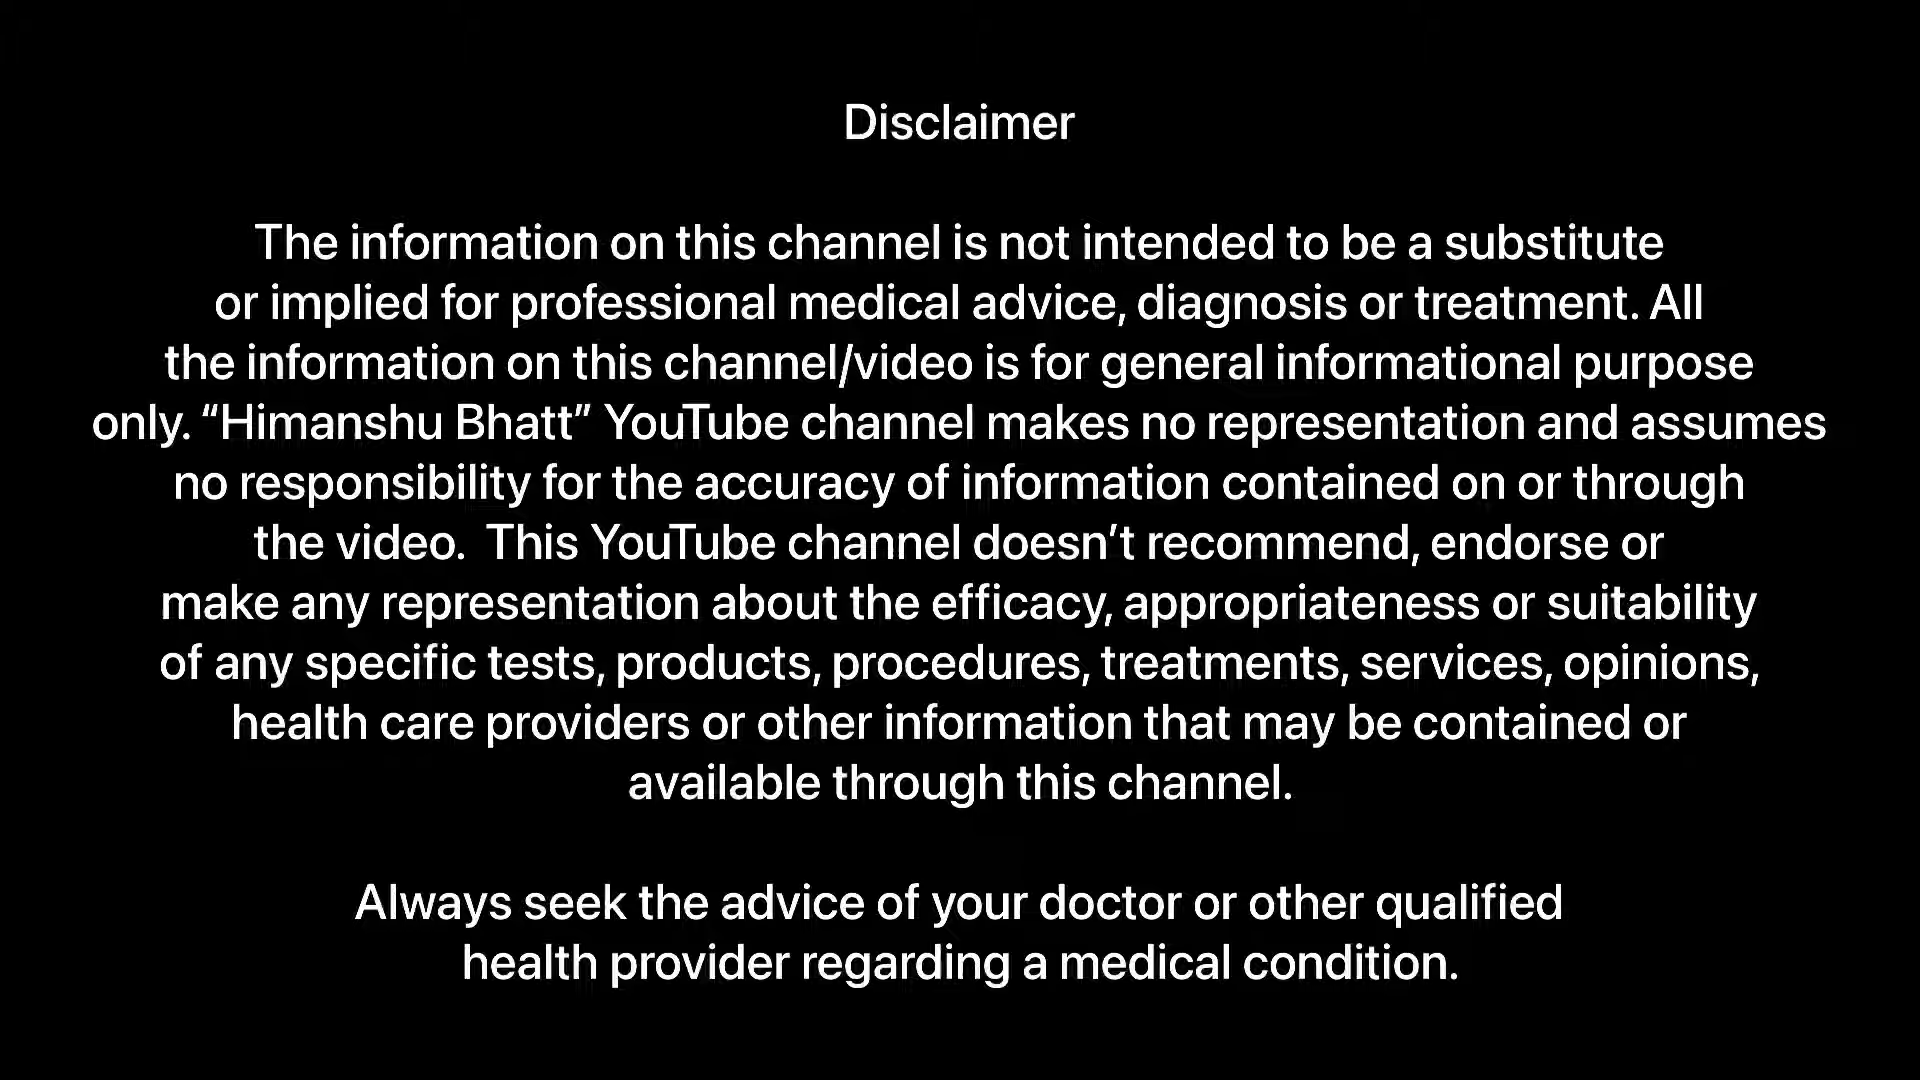 Disclaimer
The information on this channel is not intended to be a substitute
or implied for professional medical advice, diagnosis or treatment. All
the information on this channel/video is for general informational purpose
only. “Himanshu Bhatt” YouTube channel makes no representation and assumes
no responsibility for the accuracy of information contained on or through
the video.  This YouTube channel doesn’t recommend, endorse or
make any representation about the efficacy, appropriateness or suitability
of any specific tests, products, procedures, treatments, services, opinions,
health care providers or other information that may be contained or
available through this channel.
Always seek the advice of your doctor or other qualified
health provider regarding a medical condition.